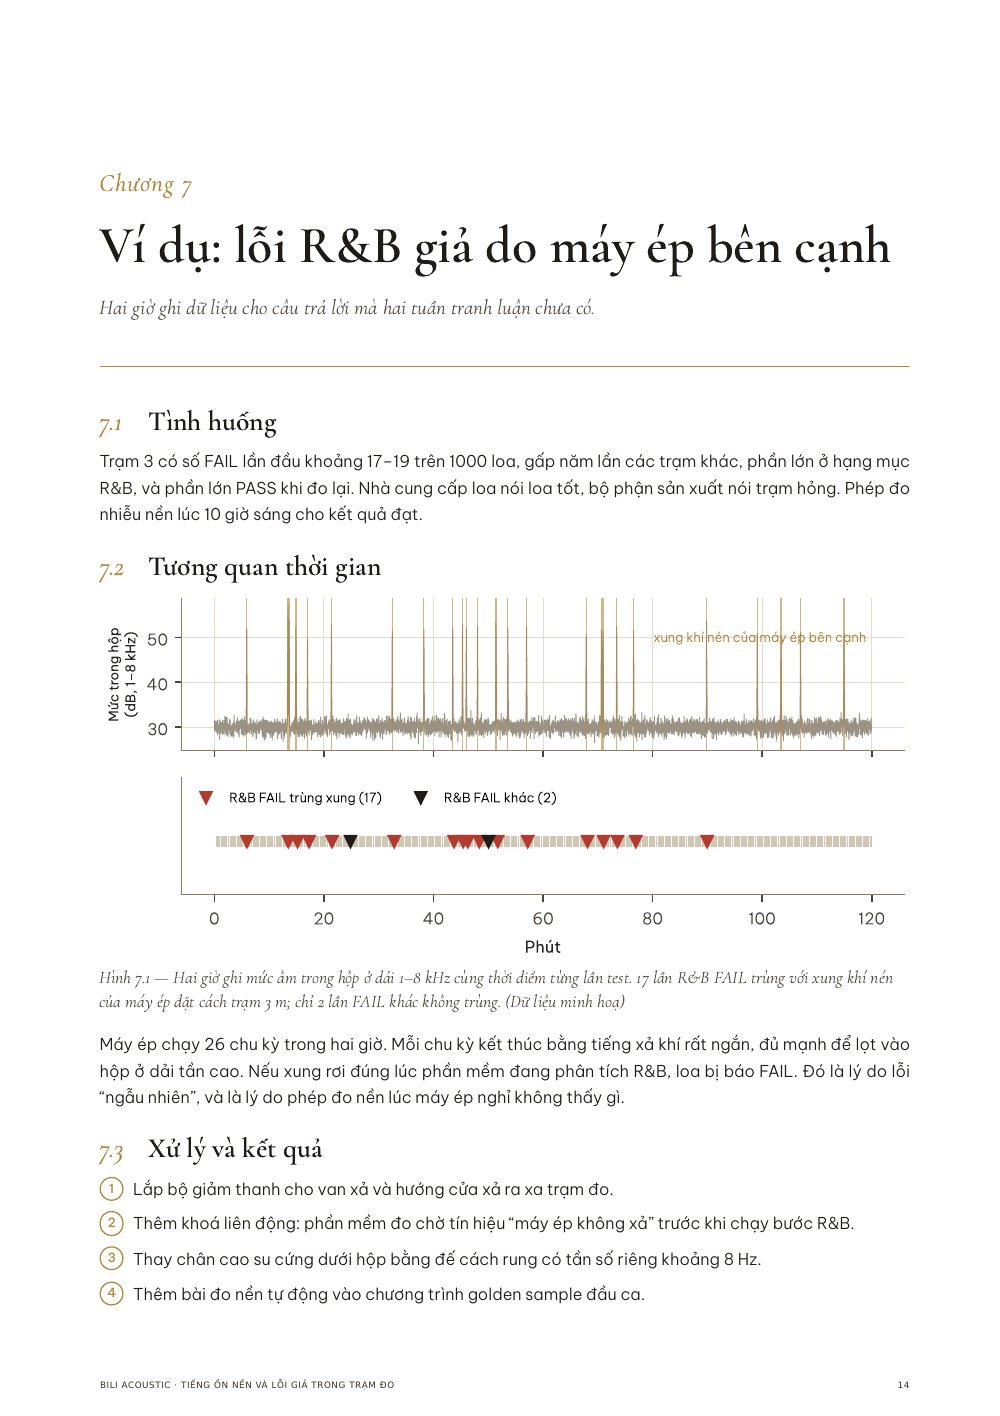 Chương 7
Ví dụ: lỗi R&B giả do máy ép bên cạnh
Hai giờ ghi dữ liệu cho câu trả lời mà hai tuần tranh luận chưa có.
7.1 Tình huống
Trạm 3 có số FAIL lần đầu khoảng 17–19 trên 1000 loa, gấp năm lần các trạm khác, phần lớn ở hạng mục
R&B, và phần lớn PASS khi đo lại. Nhà cung cấp loa nói loa tốt, bộ phận sản xuất nói trạm hỏng. Phép đo
nhiễu nền lúc 10 giờ sáng cho kết quả đạt.
7.2 Tương quan thời gian
Mức trong hộp
(dB, 1–8 kHz)
50
40
30
xung khí nén của máy ép bên cạnh
R&B FAIL trùng xung (17)
R&B FAIL khác (2)
0 20 40 60 80 100 120
Phút
Hình 7.1 — Hai giờ ghi mức âm trong hộp ở dải 1–8 kHz cùng thời điểm từng lần test. 17 lần R&B FAIL trùng với xung khí nén
của máy ép đặt cách trạm 3 m; chỉ 2 lần FAIL khác không trùng. (Dữ liệu minh hoạ)
Máy ép chạy 26 chu kỳ trong hai giờ. Mỗi chu kỳ kết thúc bằng tiếng xả khí rất ngắn, đủ mạnh để lọt vào
hộp ở dải tần cao. Nếu xung rơi đúng lúc phần mềm đang phân tích R&B, loa bị báo FAIL. Đó là lý do lỗi
“ngẫu nhiên”, và là lý do phép đo nền lúc máy ép nghỉ không thấy gì.
7.3 Xử lý và kết quả
1 Lắp bộ giảm thanh cho van xả và hướng cửa xả ra xa trạm đo.
2 Thêm khoá liên động: phần mềm đo chờ tín hiệu “máy ép không xả” trước khi chạy bước R&B.
3 Thay chân cao su cứng dưới hộp bằng đế cách rung có tần số riêng khoảng 8 Hz.
4 Thêm bài đo nền tự động vào chương trình golden sample đầu ca.
BILI ACOUSTIC · TIẾNG ỒN NỀN VÀ LỖI GIẢ TRONG TRẠM ĐO
14